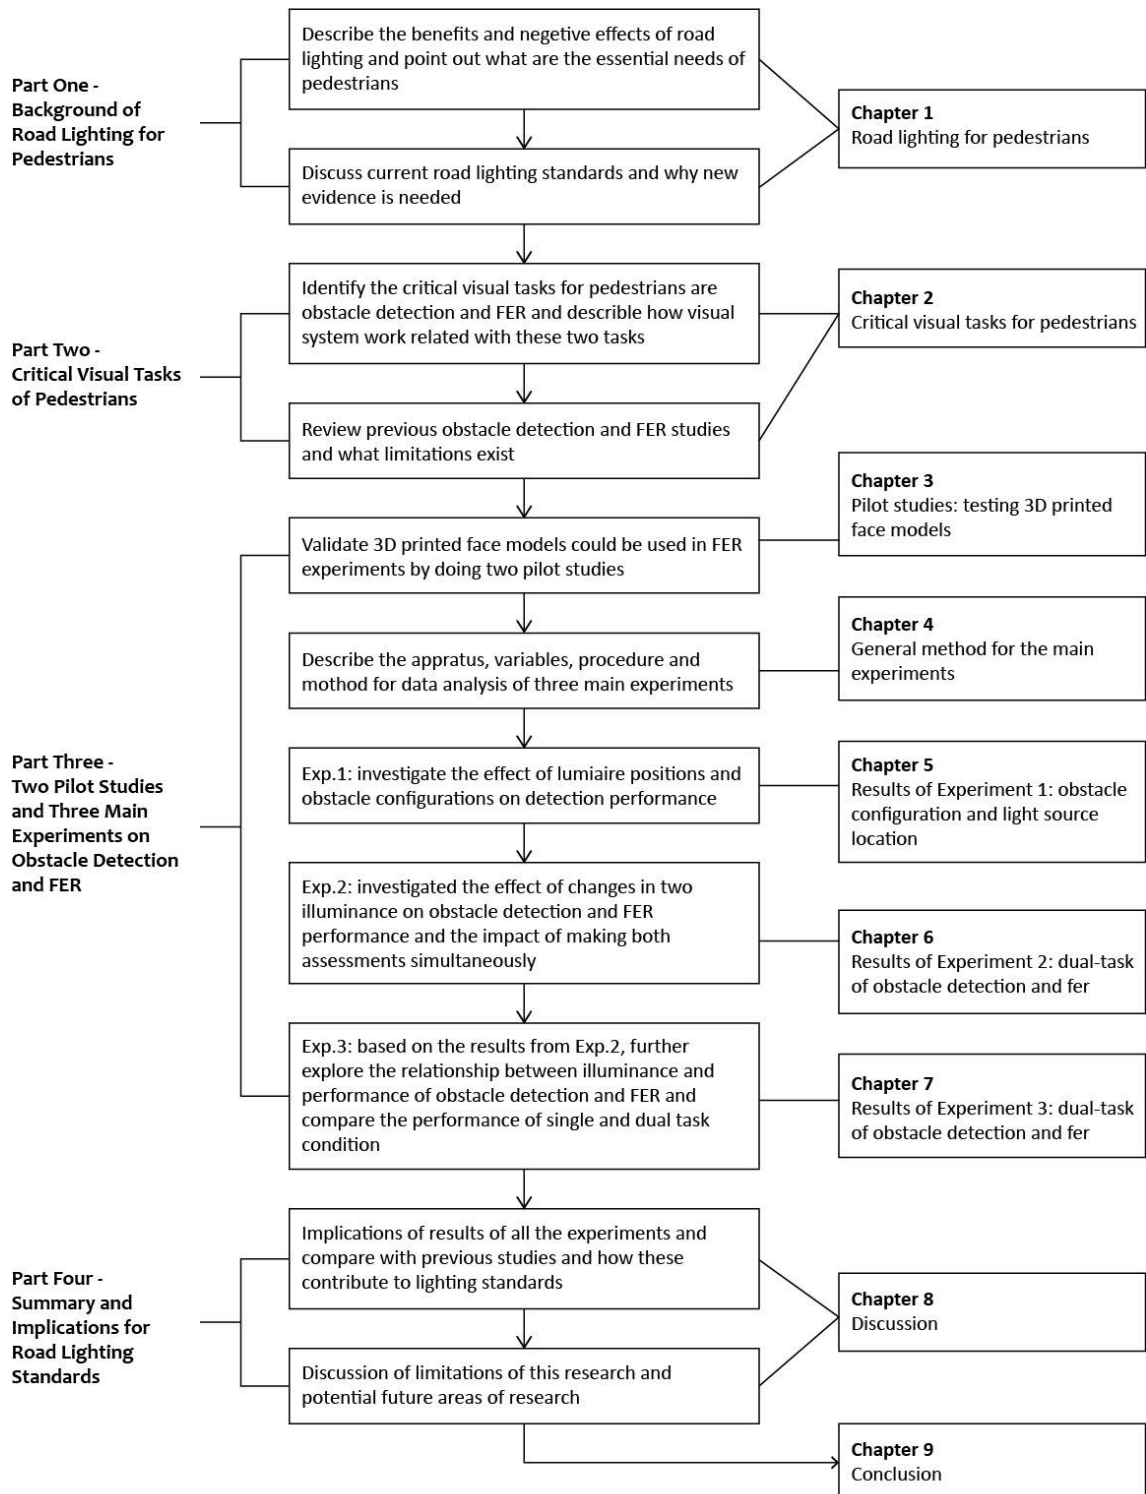 Part One -
Background of
Road Lighting for
Pedestrians
Describe the benefits and negetive effects of road
lighting and point out what are the essential needs of
pedestrians
Discuss current road lighting standards and why new
evidence is needed
Chapter 1
Road lighting for pedestrians
Part Two -
Critical Visual Tasks
of Pedestrians
Identify the critical visual tasks for pedestrians are
obstacle detection and FER and describle how visual
system work related with these two tasks
Review previous obstacle detection and FER studies
and what limitations exist
Chapter 2
Critical visual tasks for pedestrians
Part Three -
Two Pilot Studies
and Three Main
Experiments on
Obstacle Detection
and FER
Validate 3D printed face models could be used in FER
experiments by doing two pilot studies
Chapter 3
Pilot studies: testing 3D printed
face models
Describe the appratus, variables, procedure and
mothod for data analysis of three main experiments
Chapter 4
General method for the main
experiments
Exp.1: investigate the effect of lumiaire positions and
obstacle configurations on detection performance
Chapter 5
Results of Experiment 1: obstacle
configuration and light source
location
Exp.2: investigated the effect of changes in two
illuminance on obstacle detection and FER
performance and the impact of making both
assessments simultaneously
Chapter 6
Results of Experiment 2: dual-task
of obstacle detection and fer
Exp.3: based on the results from Exp.2, further
explore the relationship between illuminance and
performance of obstacle detection and FER and
compare the performance of single and dual task
condition
Chapter 7
Results of Experiment 3: dual-task
of obstacle detection and fer
Part Four -
Summary and
Implications for
Road Lighting
Standards
Implications of results of all the experiments and
compare with previous studies and how these
contribute to lighting standards
Discussion of limitations of this research and
potential future areas of research
Chapter 8
Discussion
Chapter 9
Conclusion